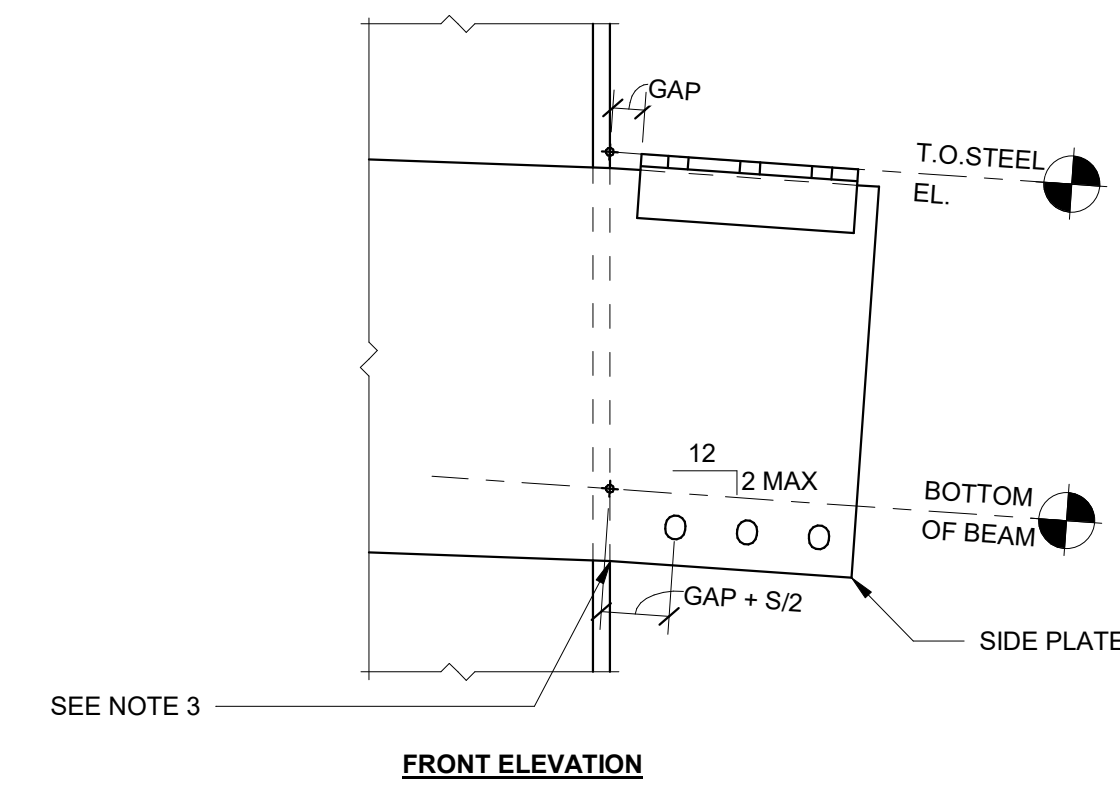 GAP
T.O.STEEL
EL.
12
2 MAX
BOTTOM
OF BEAM
GAP + S/2
SIDE PLATE
SEE NOTE 3
FRONT ELEVATION